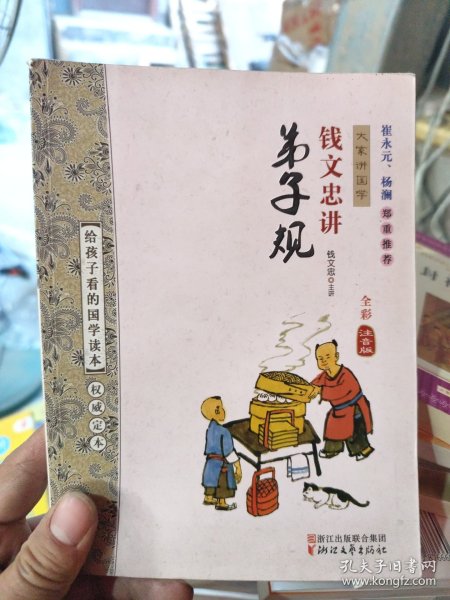 崔永元、杨澜
郑重推荐
大家讲国学
钱文忠讲
弟子规
钱文忠 主讲
全彩
注音版
【给孩子看的国学读本】
权威定本
浙江出版联合集团
浙江文艺出版社
孔夫子旧书网
www.kongfz.com